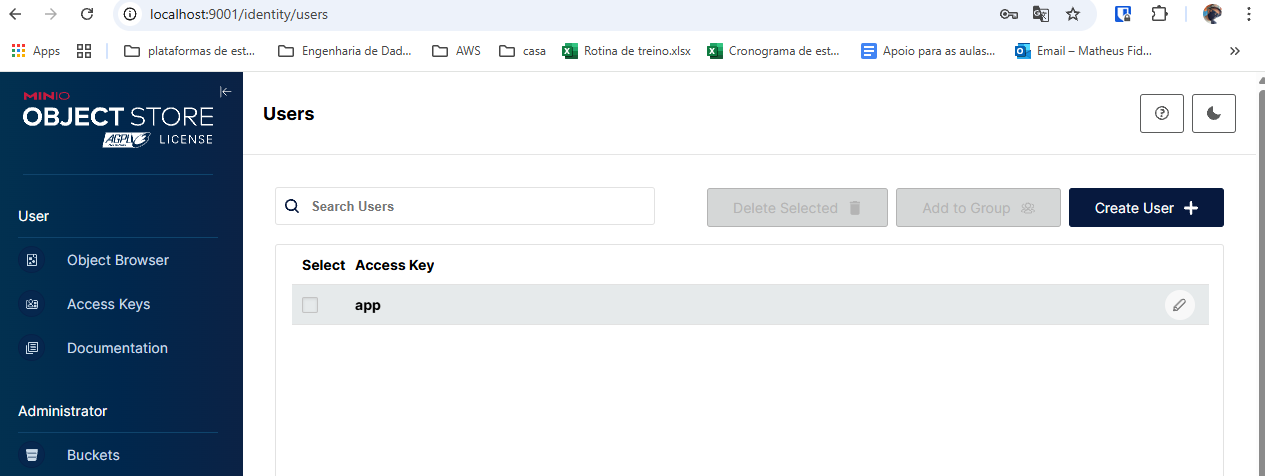 localhost:9001/identity/users
Apps plataformas de est... Engenharia de Dad... AWS casa Rotina de treino.xlsx Cronograma de est... Apoio para as aulas... Email – Matheus Fid... »
MINIO
OBJECT STORE
AGPLV3 LICENSE
Users
User
Search Users Delete Selected Add to Group Create User
Object Browser
Select Access Key
Access Keys
app
Documentation
Administrator
Buckets